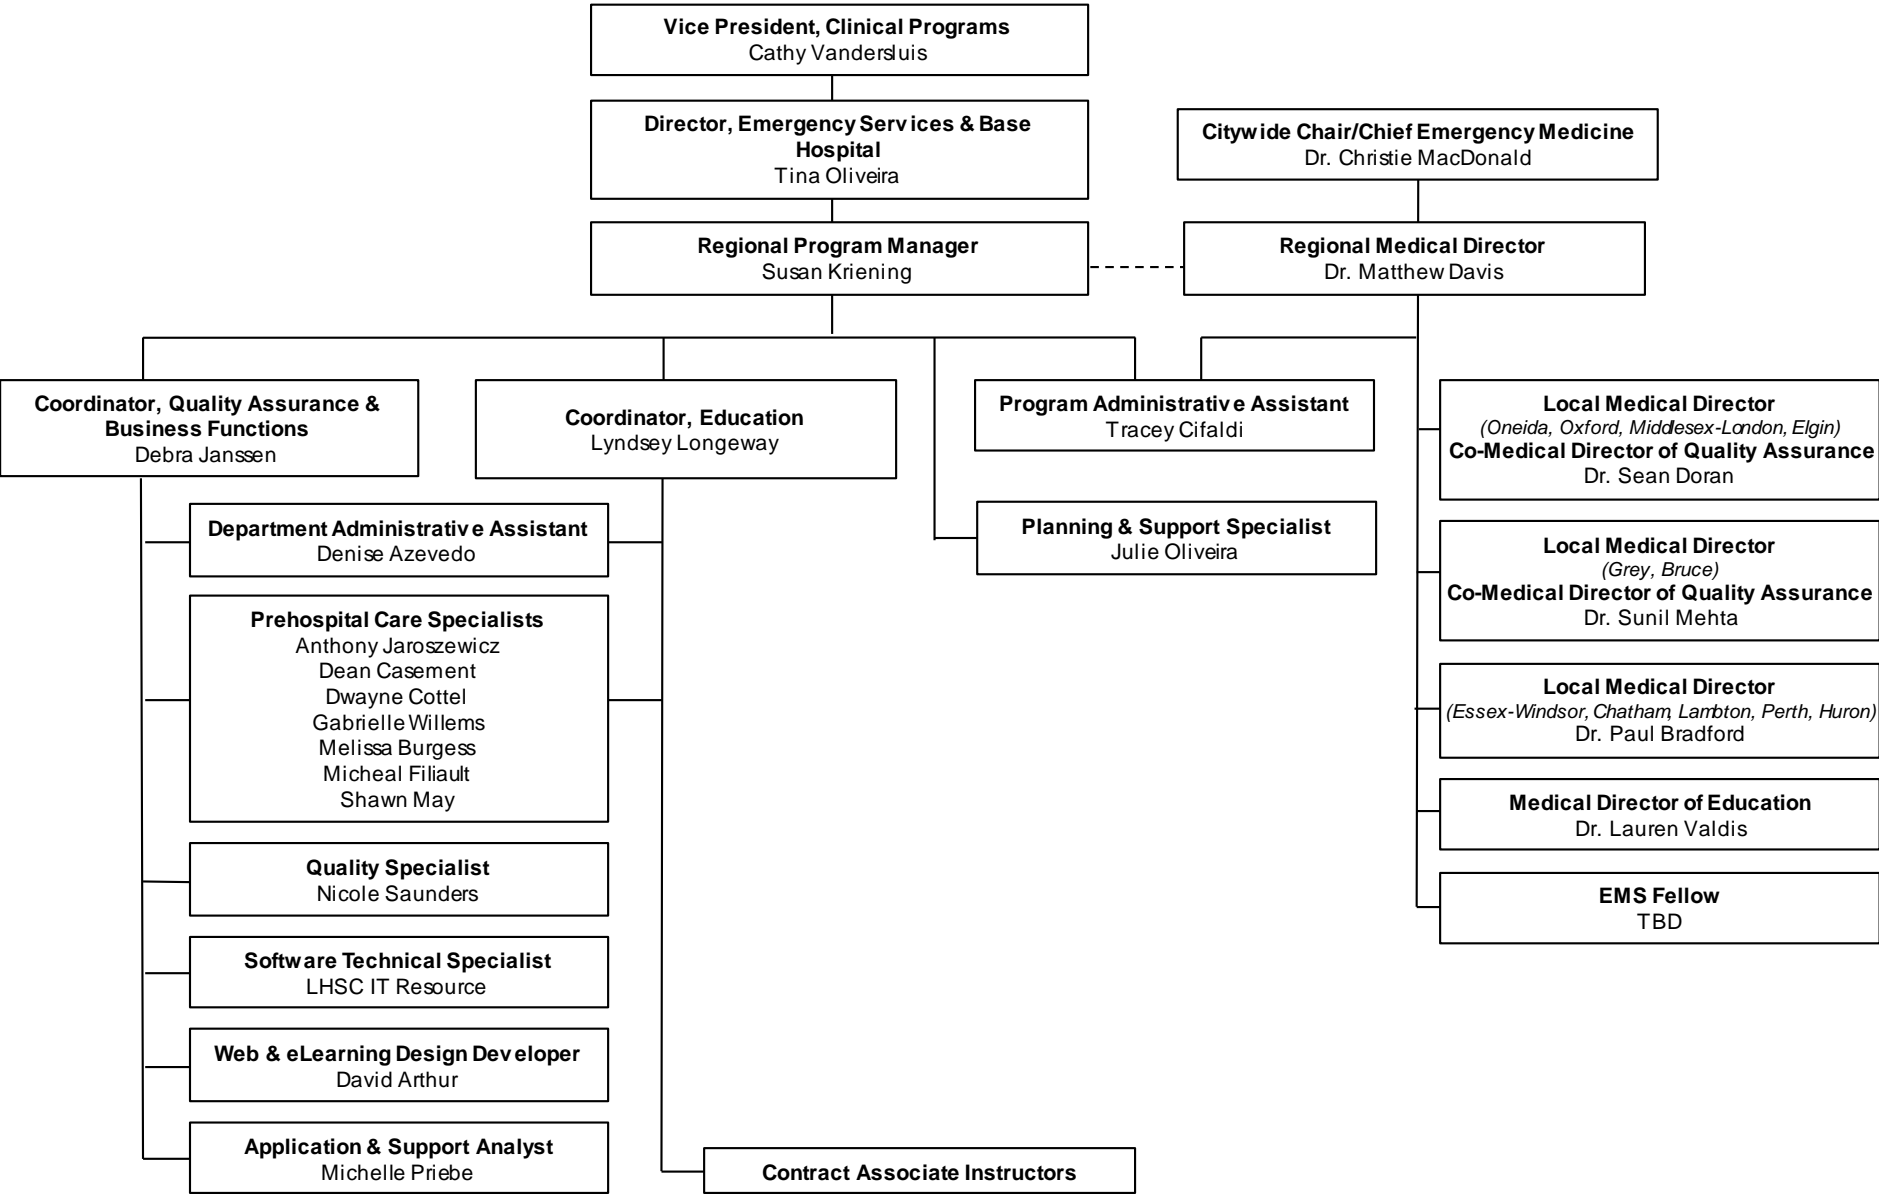 Vice President, Clinical Programs
Cathy Vandersluis
Director, Emergency Services & Base
Hospital
Tina Oliveira
Citywide Chair/Chief Emergency Medicine
Dr. Christie MacDonald
Regional Program Manager
Susan Kriening
Regional Medical Director
Dr. Matthew Davis
Coordinator, Quality Assurance &
Business Functions
Debra Janssen
Coordinator, Education
Lyndsey Longeway
Program Administrative Assistant
Tracey Cifaldi
Local Medical Director
(Oneida, Oxford, Middlesex-London, Elgin)
Co-Medical Director of Quality Assurance
Dr. Sean Doran
Department Administrative Assistant
Denise Azevedo
Planning & Support Specialist
Julie Oliveira
Local Medical Director
(Grey, Bruce)
Co-Medical Director of Quality Assurance
Dr. Sunil Mehta
Prehospital Care Specialists
Anthony Jaroszewicz
Dean Casement
Dwayne Cottel
Gabrielle Willems
Melissa Burgess
Micheal Filiault
Shawn May
Local Medical Director
(Essex-Windsor, Chatham, Lambton, Perth, Huron)
Dr. Paul Bradford
Medical Director of Education
Dr. Lauren Valdis
Quality Specialist
Nicole Saunders
EMS Fellow
TBD
Software Technical Specialist
LHSC IT Resource
Web & eLearning Design Developer
David Arthur
Application & Support Analyst
Michelle Priebe
Contract Associate Instructors